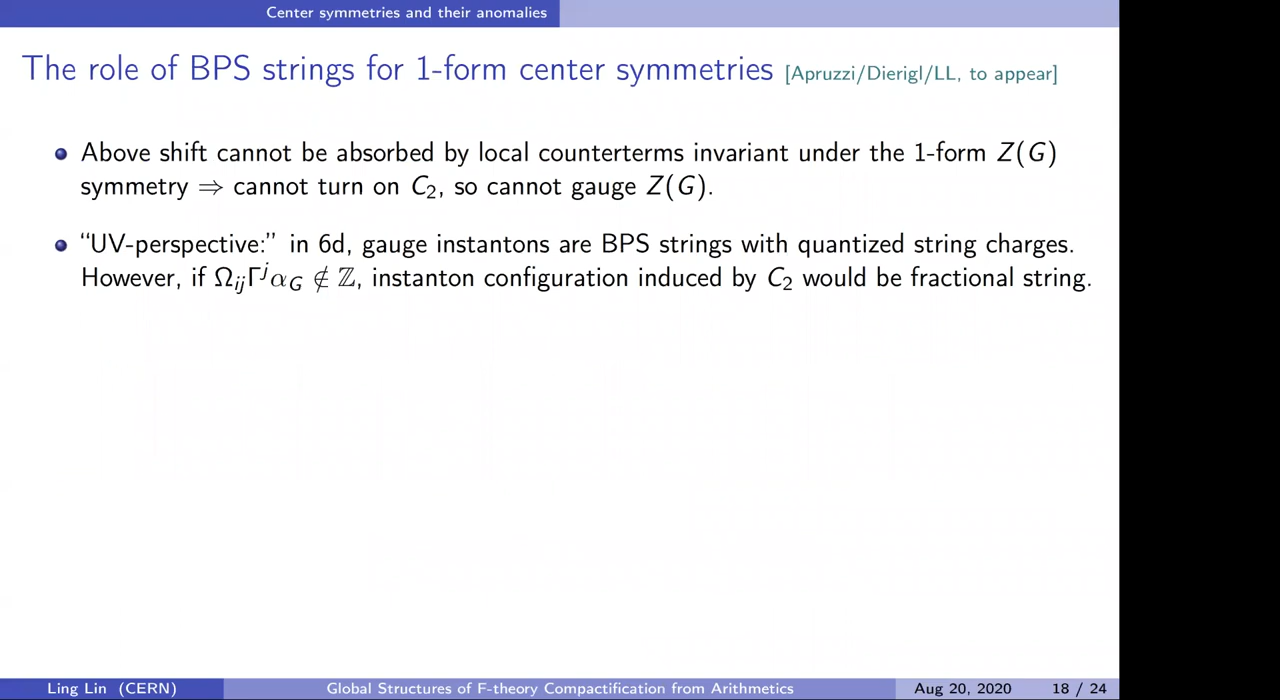 Center symmetries and their anomalies
The role of BPS strings for 1-form center symmetries [Apruzzi/Dierigl/LL, to appear]
Above shift cannot be absorbed by local counterterms invariant under the 1-form Z(G)
symmetry ⇒ cannot turn on C₂, so cannot gauge Z(G).
“UV-perspective:” in 6d, gauge instantons are BPS strings with quantized string charges.
However, if Ωᵢⱼ Γʲ α_G ∉ ℤ, instanton configuration induced by C₂ would be fractional string.
Ling Lin (CERN) Global Structures of F-theory Compactification from Arithmetics Aug 20, 2020 18 / 24